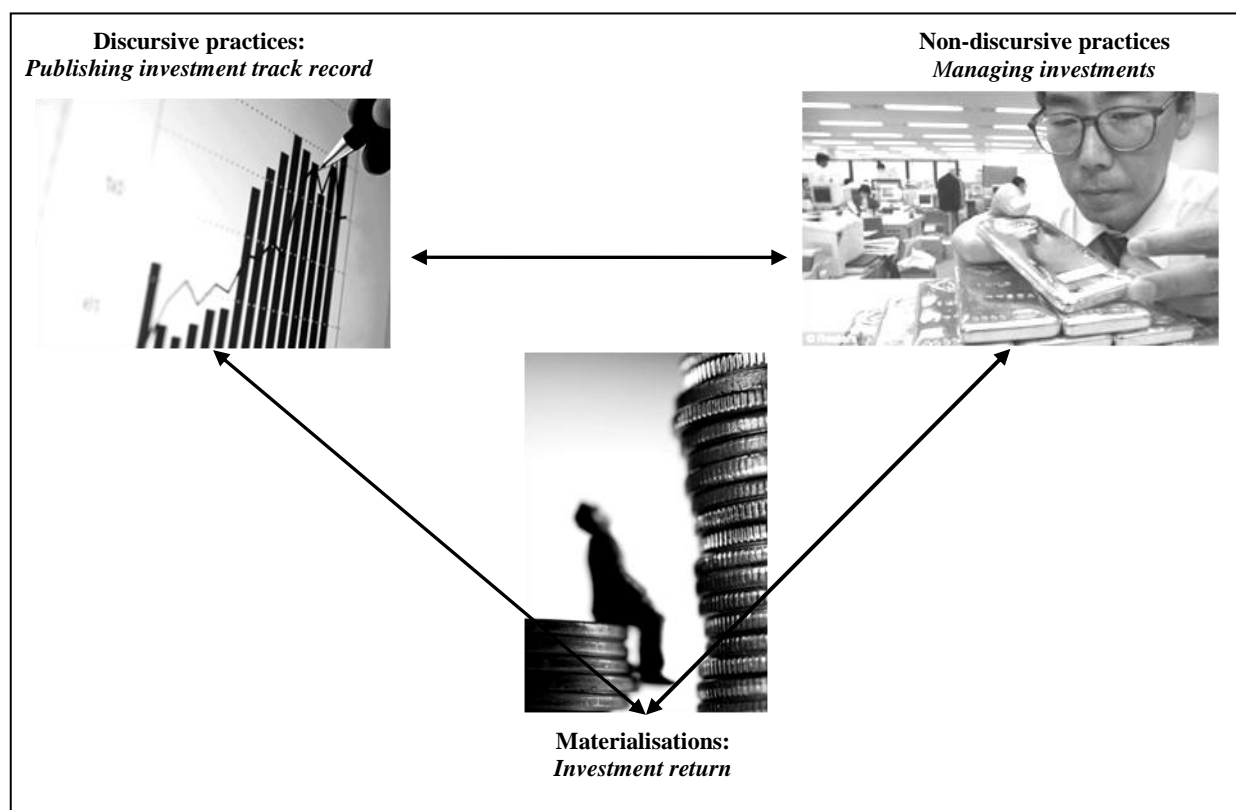 Discursive practices:
Publishing investment track record
Non-discursive practices
Managing investments
Materialisations:
Investment return